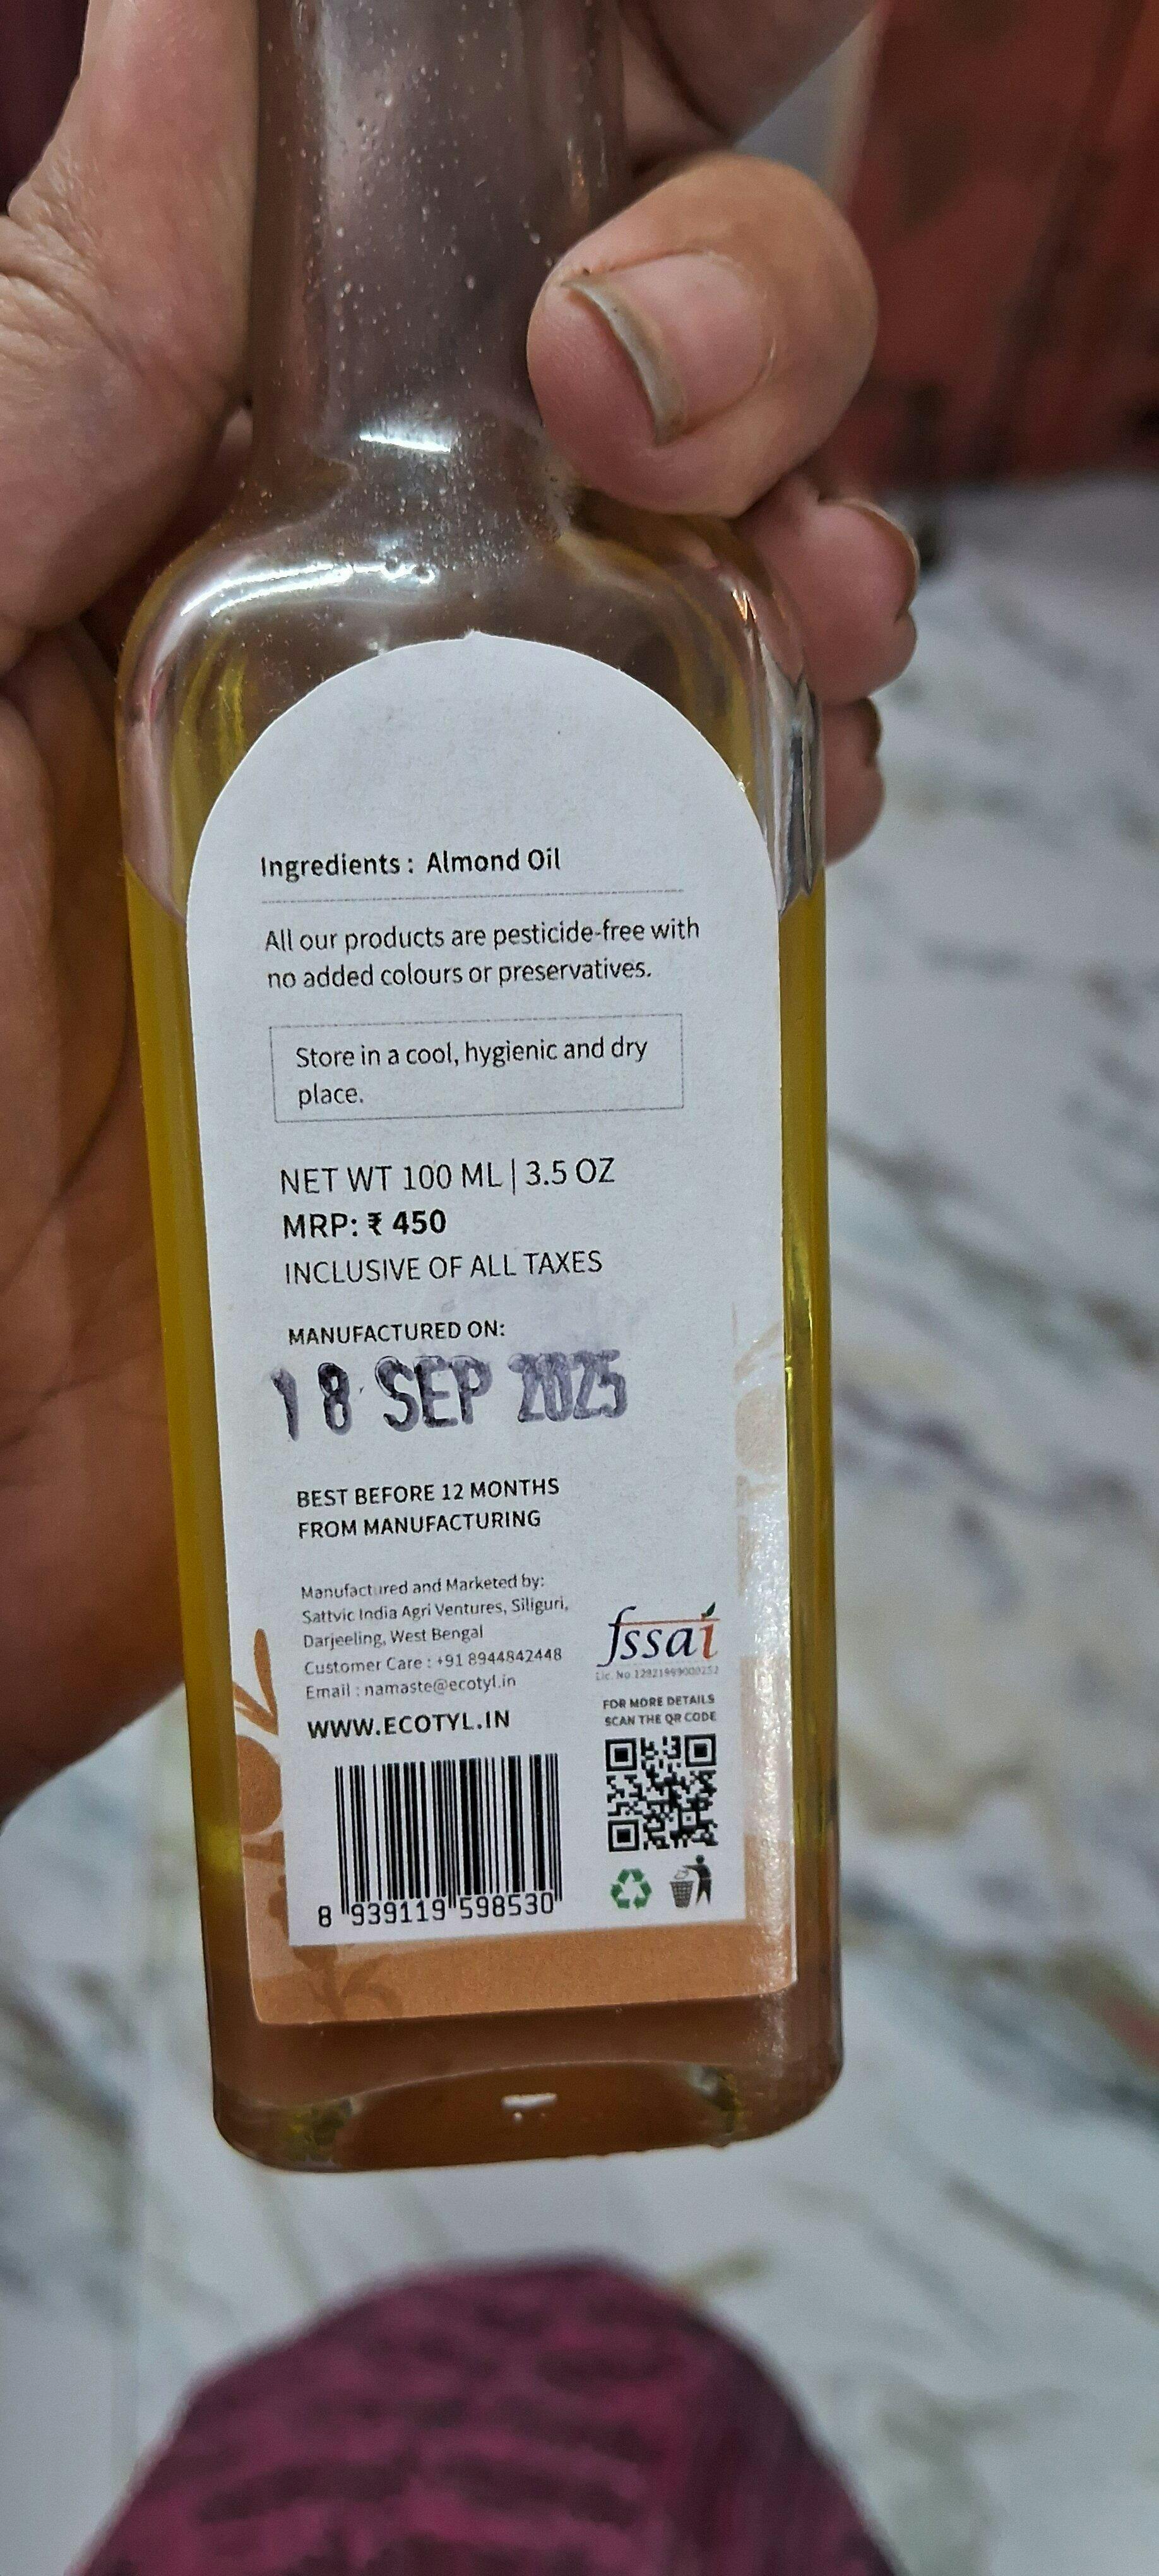 Ingredients : Almond Oil
All our products are pesticide-free with
no added colours or preservatives.
Store in a cool, hygienic and dry
place.
NET WT 100 ML | 3.5 OZ
MRP: ₹ 450
INCLUSIVE OF ALL TAXES
MANUFACTURED ON:
18 SEP 2025
BEST BEFORE 12 MONTHS
FROM MANUFACTURING
Manufactured and Marketed by:
Sattvic India Agri Ventures, Siliguri,
Darjeeling, West Bengal
Customer Care : +91 8944842448
Email : namaste@ecotyl.in
WWW.ECOTYL.IN
8 939119 598530
fssai
Lic. No.
FOR MORE DETAILS
SCAN THE QR CODE